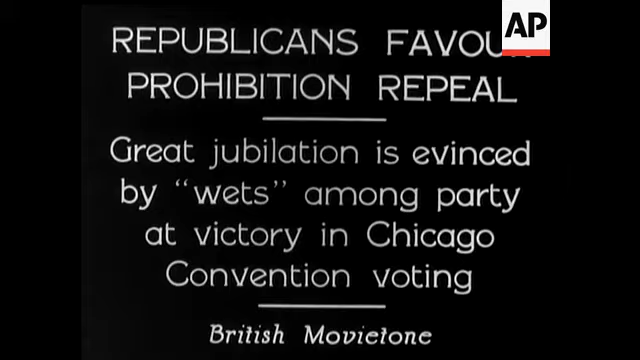 AP
REPUBLICANS FAVOUR
PROHIBITION REPEAL
Great jubilation is evinced
by "wets" among party
at victory in Chicago
Convention voting
British Movietone